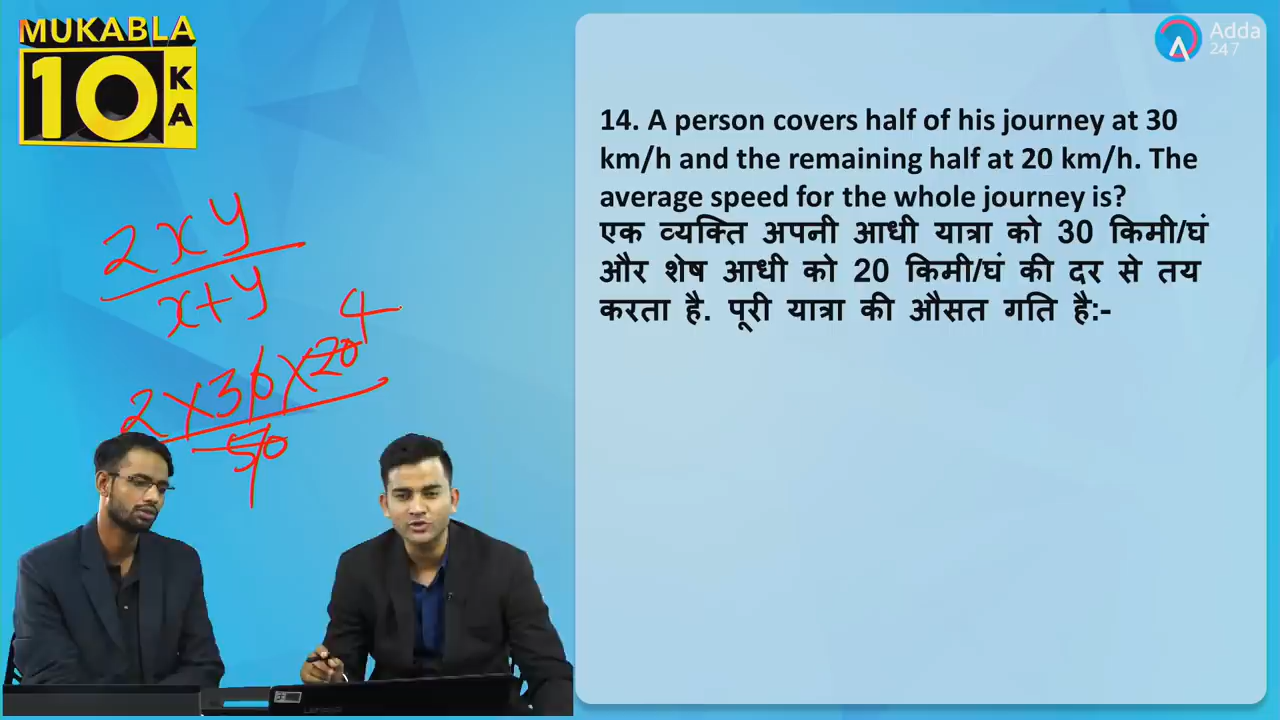 MUKABLA
10
KA
Adda
247
14. A person covers half of his journey at 30
km/h and the remaining half at 20 km/h. The
average speed for the whole journey is?
एक व्यक्ति अपनी आधी यात्रा को 30 किमी/घं
और शेष आधी को 20 किमी/घं की दर से तय
करता है. पूरी यात्रा की औसत गति है:-
2xy
x+y
4
2×30×20
50